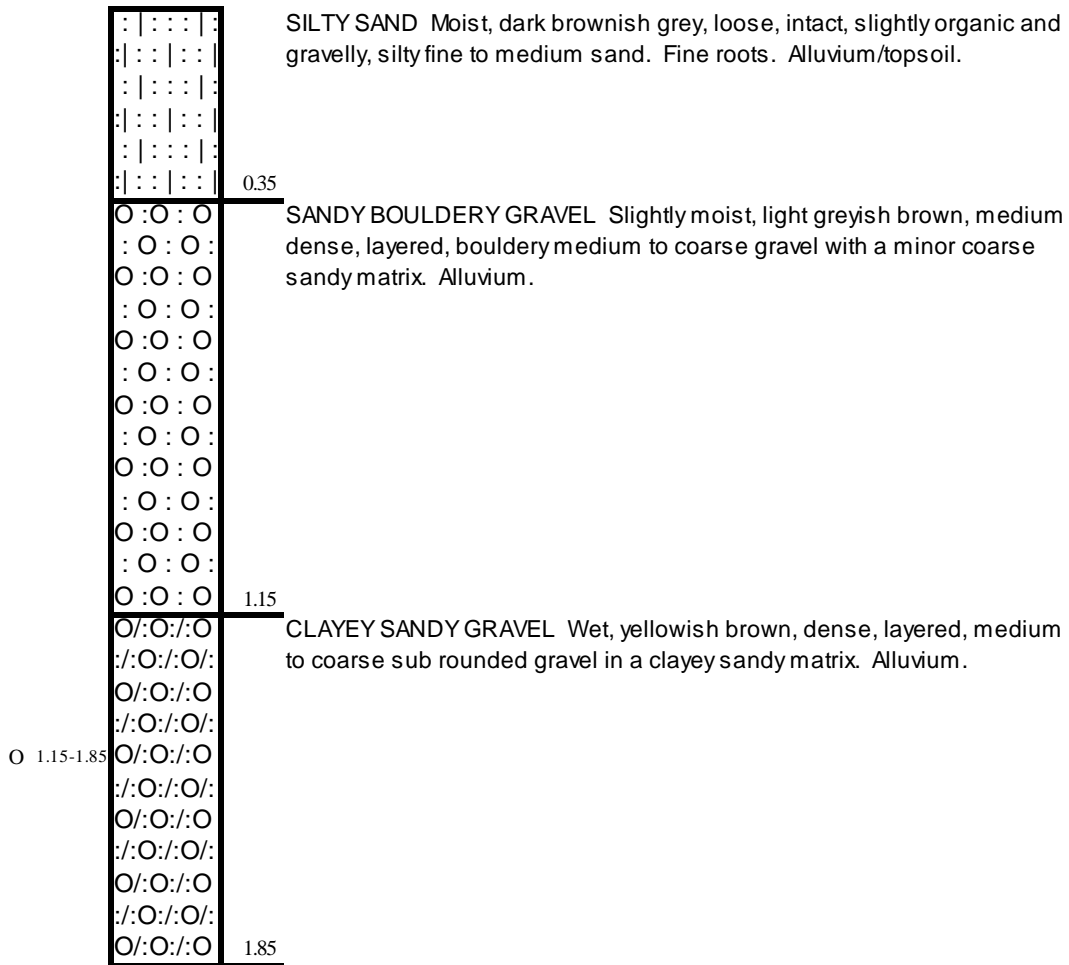 : | : : : | :	SILTY SAND Moist, dark brownish grey, loose, intact, slightly organic and
:| : : | : : |	gravelly, silty fine to medium sand. Fine roots. Alluvium/topsoil.
: | : : : | :
:| : : | : : |
: | : : : | :
:| : : | : : | 0.35
O :O : O	SANDY BOULDERY GRAVEL Slightly moist, light greyish brown, medium
: O : O :	dense, layered, bouldery medium to coarse gravel with a minor coarse
O :O : O	sandy matrix. Alluvium.
: O : O :
O :O : O
: O : O :
O :O : O
: O : O :
O :O : O
: O : O :
O :O : O
: O : O :
O :O : O 1.15
O/:O:/:O	CLAYEY SANDY GRAVEL Wet, yellowish brown, dense, layered, medium
:/:O:/:O/:	to coarse sub rounded gravel in a clayey sandy matrix. Alluvium.
O/:O:/:O
:/:O:/:O/:
O 1.15-1.85 O/:O:/:O
:/:O:/:O/:
O/:O:/:O
:/:O:/:O/:
O/:O:/:O
:/:O:/:O/:
O/:O:/:O 1.85